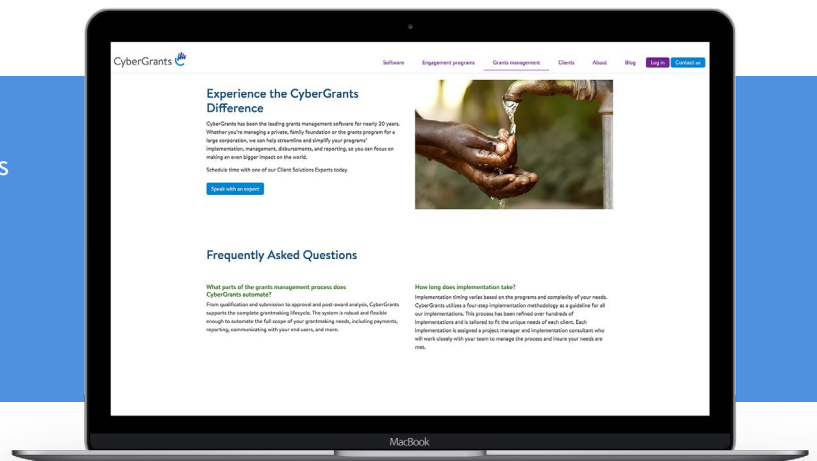 s
CyberGrants
Software Engagement programs Grants management Clients About Blog Log in Contact us
Experience the CyberGrants
Difference
CyberGrants has been the leading grants management software for nearly 20 years.
Whether you're managing a private, family foundation or the grants program for a
large corporation, we can help streamline and simplify your programs'
implementation, management, disbursements, and reporting, so you can focus on
making an even bigger impact on the world.
Schedule time with one of our Client Solutions Experts today.
Speak with an expert
Frequently Asked Questions
What parts of the grants management process does
CyberGrants automate?
From qualification and submission to approval and post-award analysis, CyberGrants
supports the complete grantmaking lifecycle. The system is robust and flexible
enough to automate the full scope of your grantmaking needs, including payments,
reporting, communicating with your end users, and more.
How long does implementation take?
Implementation timing varies based on the programs and complexity of your needs.
CyberGrants utilizes a four-step implementation methodology as a guideline for all
our implementations. This process has been refined over hundreds of
implementations and is tailored to fit the unique needs of each client. Each
implementation is assigned a project manager and implementation consultant who
will work closely with your team to manage the process and insure your needs are
met.
MacBook